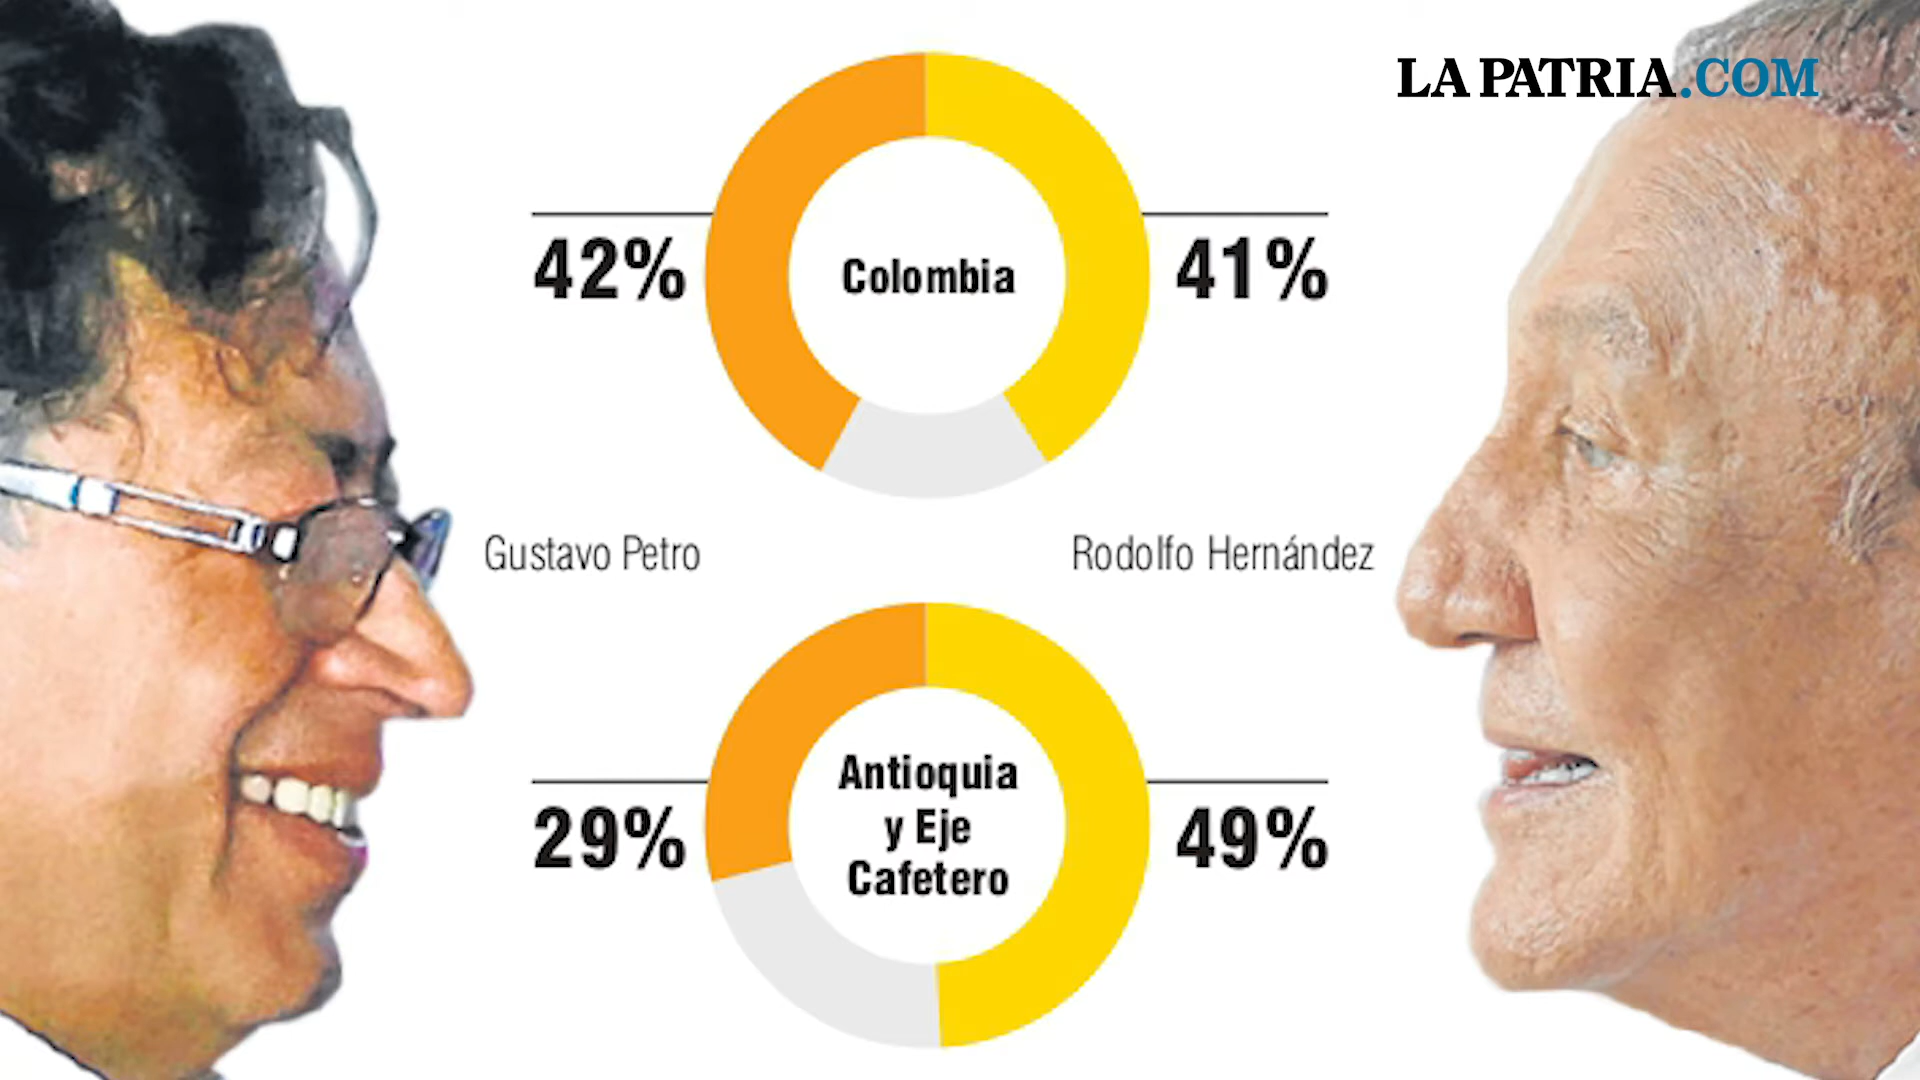 LA PATRIA.COM
42%
Colombia
41%
Gustavo Petro
Rodolfo Hernández
29%
Antioquia
y Eje
Cafetero
49%